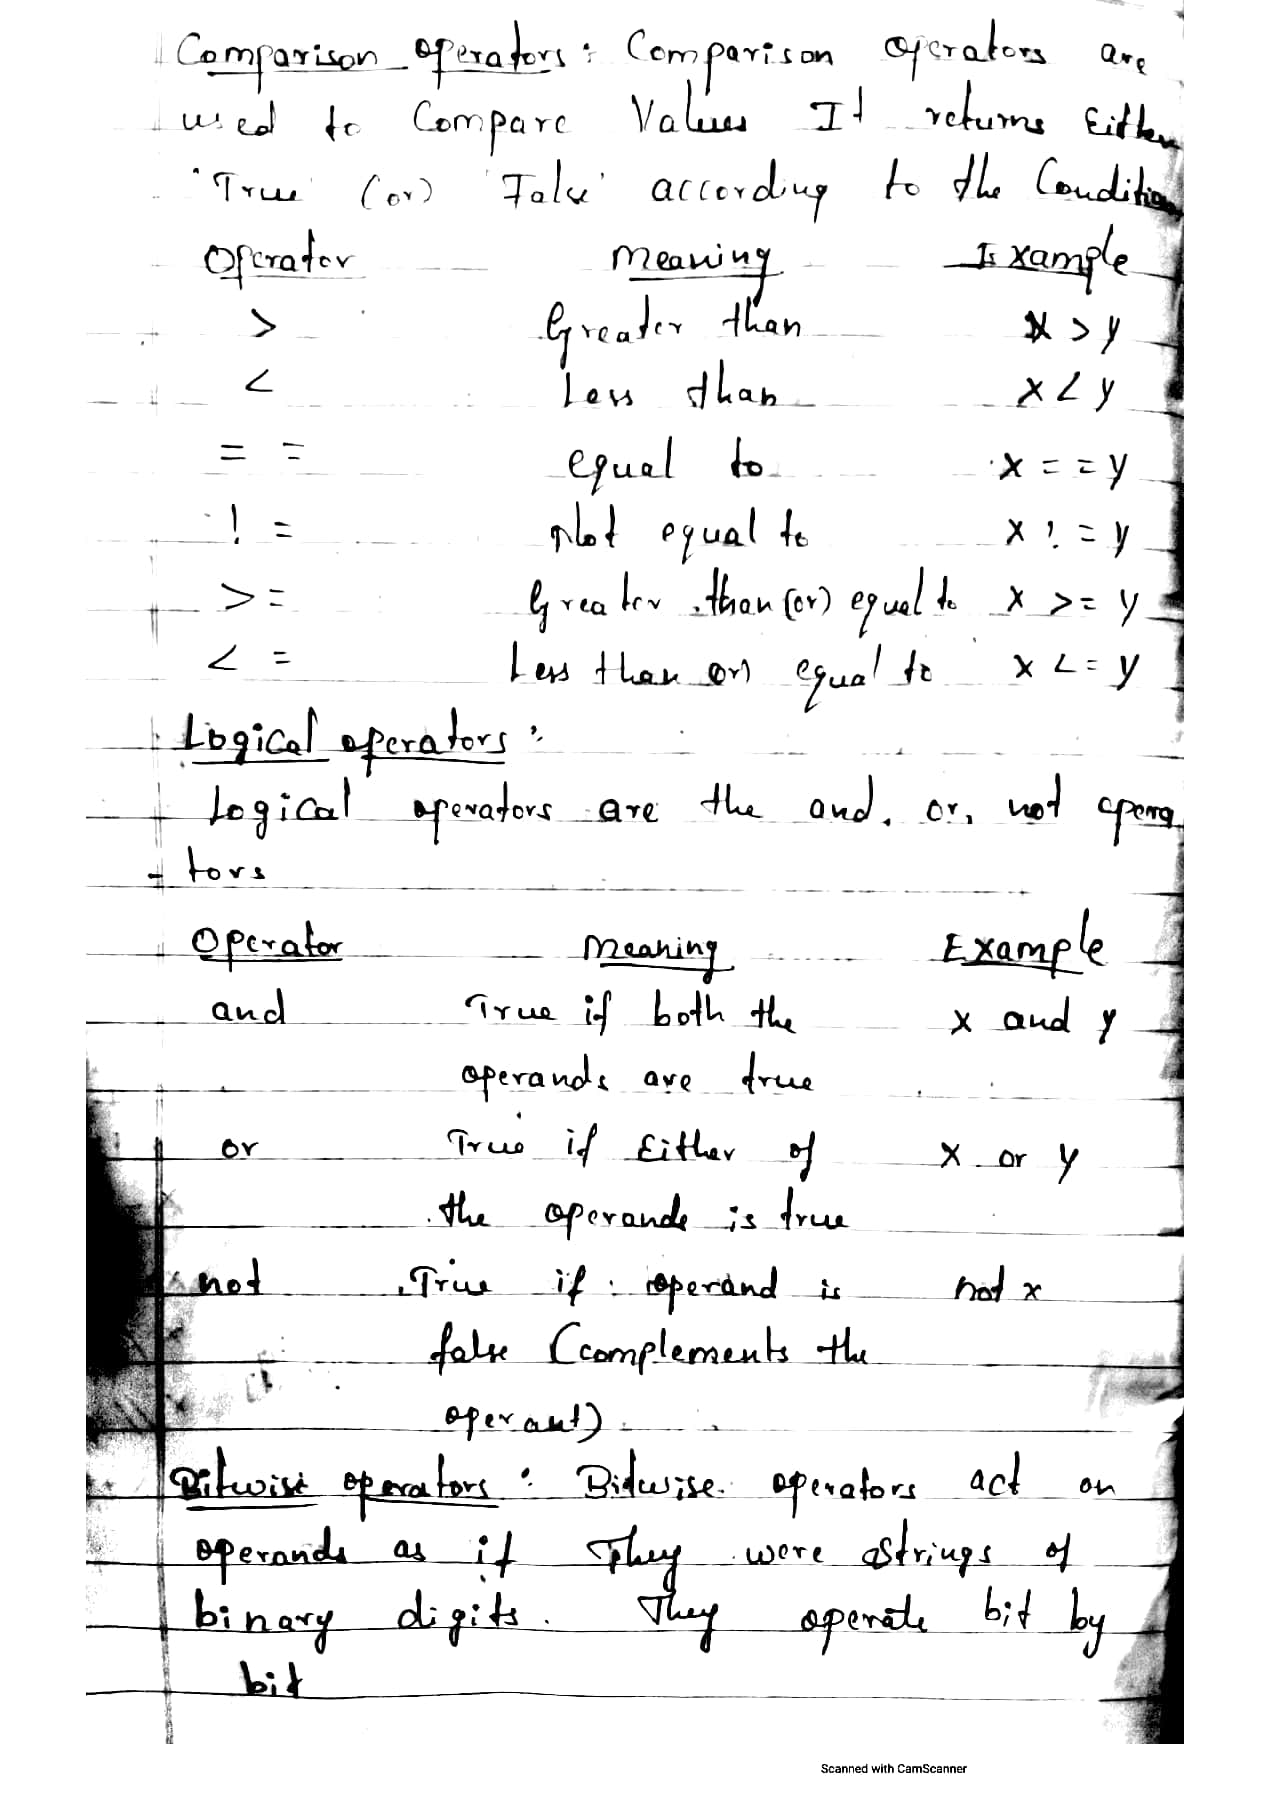 Comparison operators : Comparison operators are
used to Compare Values It returns Either
'True' (or) 'False' according to the Condition
Operator Meaning Example
> Greater than x > y
< Less than x < y
= = equal to x = = y
! = Not equal to x ! = y
>= Greater than (or) equal to x >= y
< = Less than (or) equal to x < = y
Logical operators :
Logical operators are the and, or, not opera
tors
Operator Meaning Example
and True if both the x and y
operands are true
or True if Either of x or y
the operands is true
not True if operand is not x
false (complements the
operant)
Bitwise operators : Bitwise operators act on
operands as if They were strings of
binary digits. They operate bit by
bit
Scanned with CamScanner